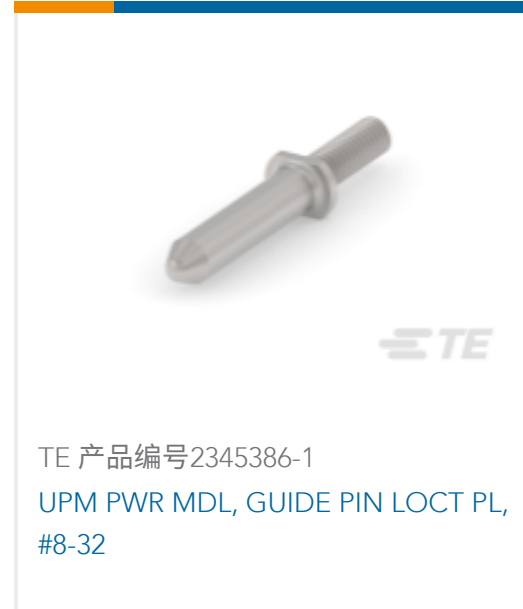 TE
TE 产品编号2345386-1
UPM PWR MDL, GUIDE PIN LOCT PL,
#8-32